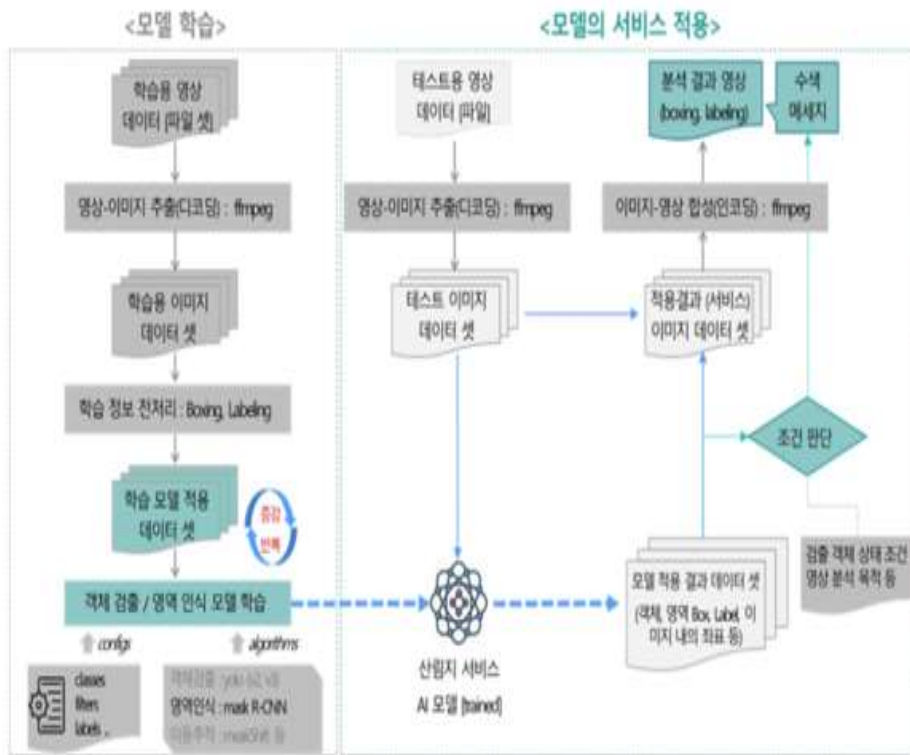 <모델 학습>
<모델의 서비스 적용>
학습용 영상
데이터 [파일 셋]
영상-이미지 추출(디코딩) : ffmpeg
학습용 이미지
데이터 셋
학습 정보 전처리 : Boxing, Labeling
학습 모델 적용
데이터 셋
증감
반복
객체 검출 / 영역 인식 모델 학습
configs
algorithms
classes
filters
labels ..
객체검출 : yolo
영역인식 : mask R-CNN
테스트용 영상
데이터 [파일]
영상-이미지 추출(디코딩) : ffmpeg
테스트 이미지
데이터 셋
산림지 서비스
AI 모델 [trained]
분석 결과 영상
(boxing, labeling)
수색
메세지
이미지-영상 합성(인코딩) : ffmpeg
적용결과 (서비스)
이미지 데이터 셋
조건 판단
검출 객체 상태 조건
영상 분석 목적 등
모델 적용 결과 데이터 셋
(객체, 영역 Box, Label, 이
미지 내의 좌표 등)